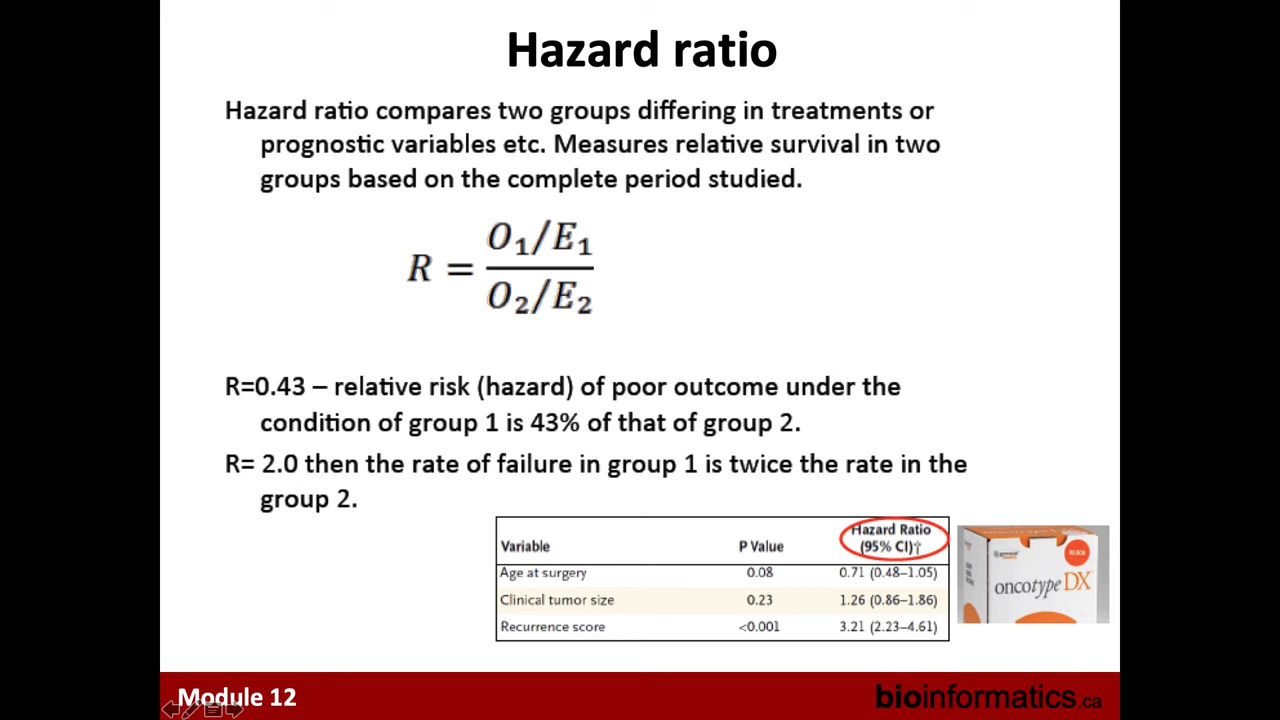 Hazard ratio
Hazard ratio compares two groups differing in treatments or
prognostic variables etc. Measures relative survival in two
groups based on the complete period studied.
R = O₁/E₁
O₂/E₂
R=0.43 – relative risk (hazard) of poor outcome under the
condition of group 1 is 43% of that of group 2.
R= 2.0 then the rate of failure in group 1 is twice the rate in the
group 2.
Variable P Value Hazard Ratio (95% CI)†
Age at surgery 0.08 0.71 (0.48–1.05)
Clinical tumor size 0.23 1.26 (0.86–1.86)
Recurrence score <0.001 3.21 (2.23–4.61)
oncotype DX
Module 12
bioinformatics.ca